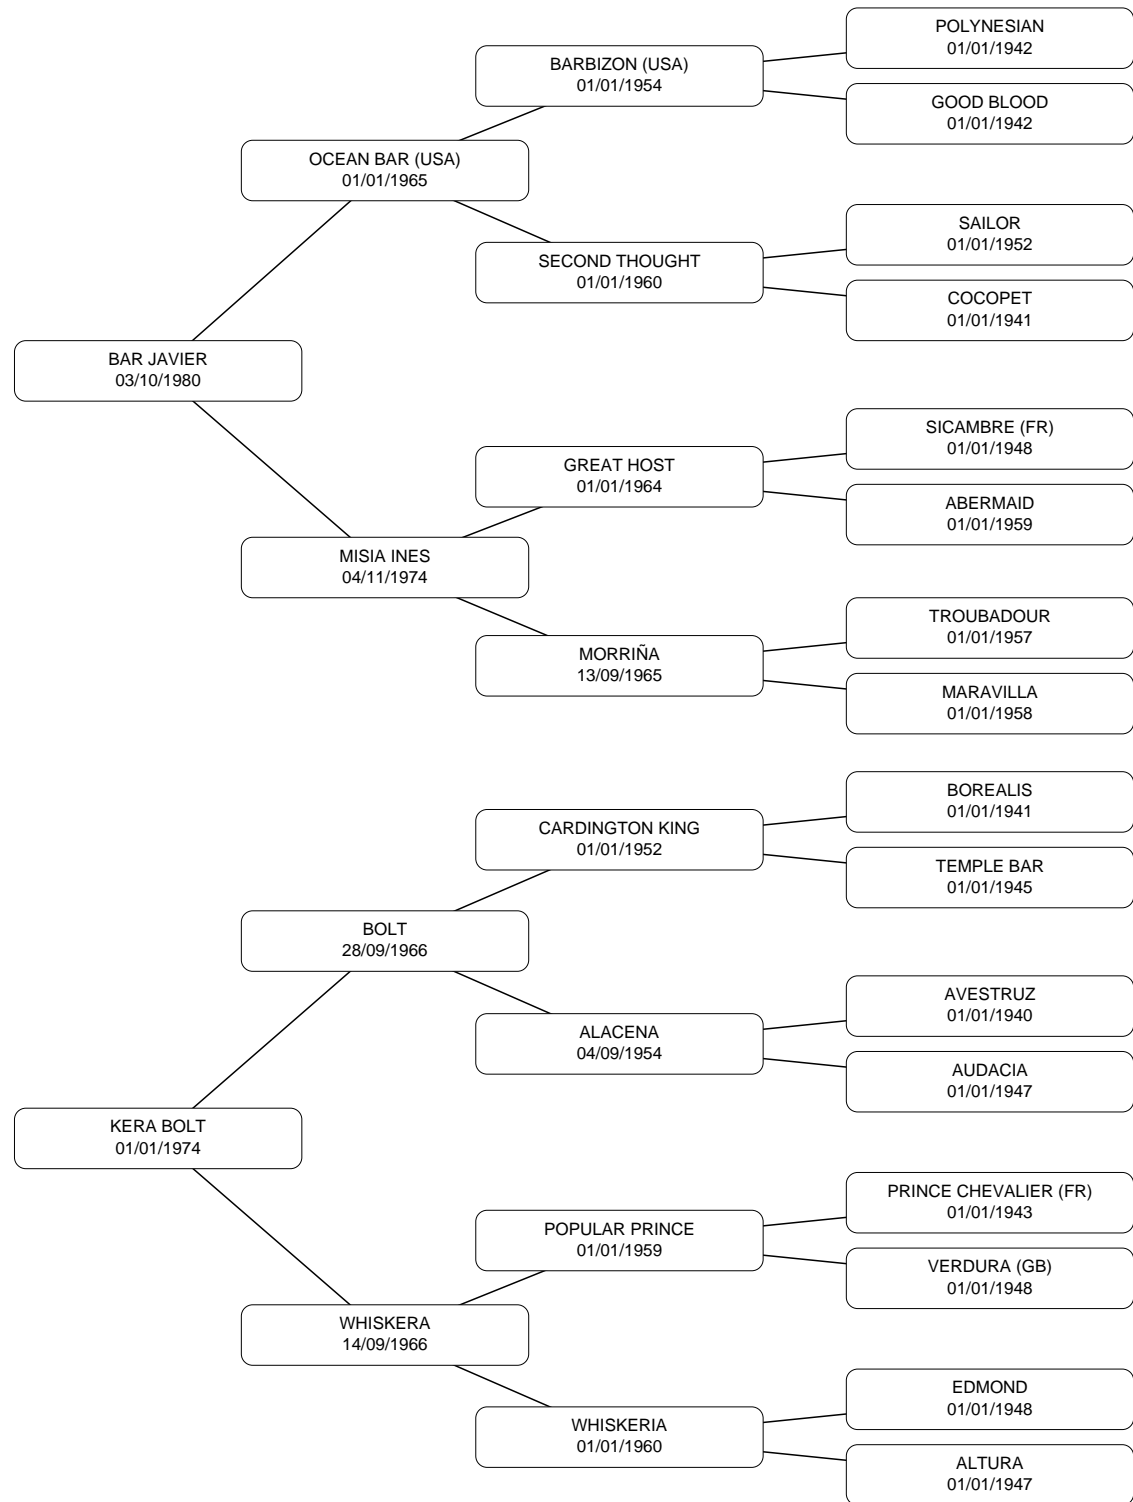 POLYNESIAN
01/01/1942
BARBIZON (USA)
01/01/1954
GOOD BLOOD
01/01/1942
OCEAN BAR (USA)
01/01/1965
SAILOR
01/01/1952
SECOND THOUGHT
01/01/1960
COCOPET
01/01/1941
BAR JAVIER
03/10/1980
SICAMBRE (FR)
01/01/1948
GREAT HOST
01/01/1964
ABERMAID
01/01/1959
MISIA INES
04/11/1974
TROUBADOUR
01/01/1957
MORRIÑA
13/09/1965
MARAVILLA
01/01/1958
BOREALIS
01/01/1941
CARDINGTON KING
01/01/1952
TEMPLE BAR
01/01/1945
BOLT
28/09/1966
AVESTRUZ
01/01/1940
ALACENA
04/09/1954
AUDACIA
01/01/1947
KERA BOLT
01/01/1974
PRINCE CHEVALIER (FR)
01/01/1943
POPULAR PRINCE
01/01/1959
VERDURA (GB)
01/01/1948
WHISKERA
14/09/1966
EDMOND
01/01/1948
WHISKERIA
01/01/1960
ALTURA
01/01/1947